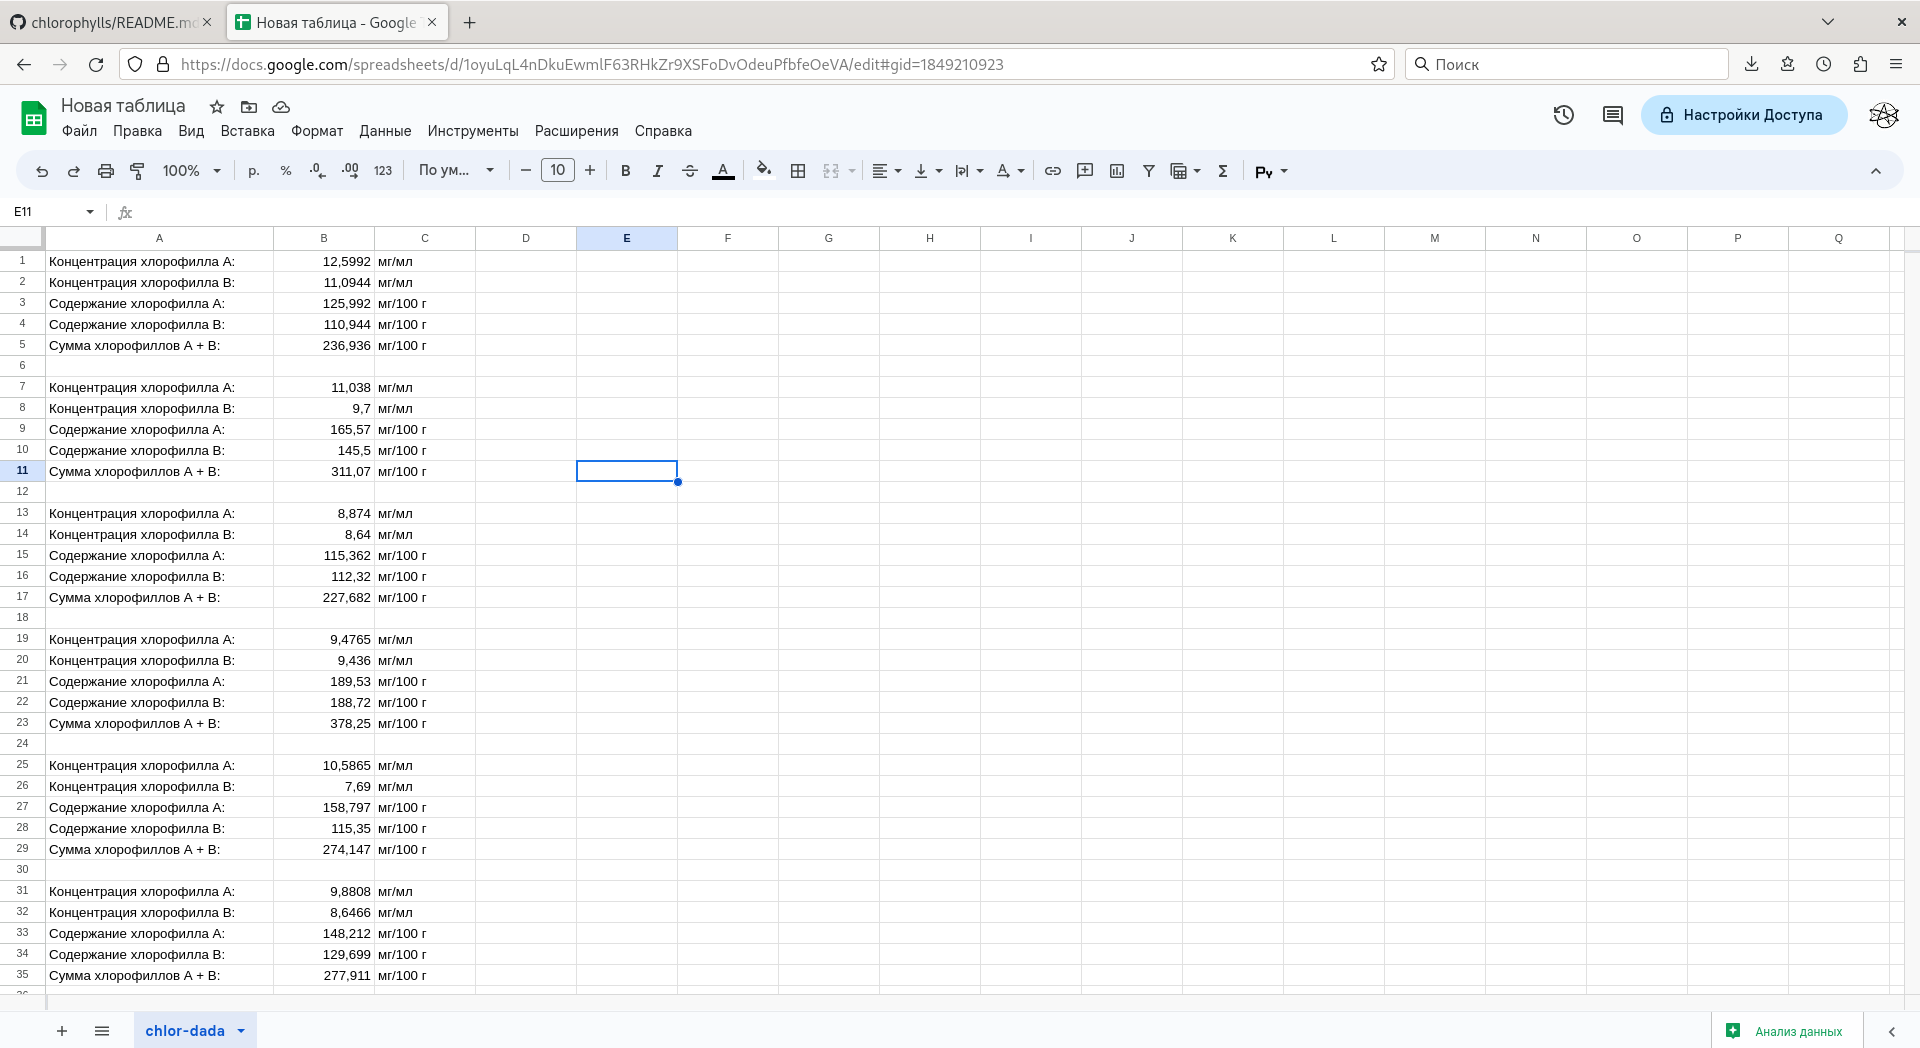 chlorophylls/README.md
Новая таблица - Google
https://docs.google.com/spreadsheets/d/1oyuLqL4nDkuEwmlF63RHkZr9XSFoDvOdeuPfbfeOeVA/edit#gid=1849210923
Поиск
Новая таблица
Файл Правка Вид Вставка Формат Данные Инструменты Расширения Справка
Настройки Доступа
100% р. % .0 .00 123 По ум... 10 B I S A Σ
E11 fx
A B C D E F G H I J K L M N O P Q
1 Концентрация хлорофилла А: 12,5992 мг/мл
2 Концентрация хлорофилла В: 11,0944 мг/мл
3 Содержание хлорофилла А: 125,992 мг/100 г
4 Содержание хлорофилла В: 110,944 мг/100 г
5 Сумма хлорофиллов А + В: 236,936 мг/100 г
6
7 Концентрация хлорофилла А: 11,038 мг/мл
8 Концентрация хлорофилла В: 9,7 мг/мл
9 Содержание хлорофилла А: 165,57 мг/100 г
10 Содержание хлорофилла В: 145,5 мг/100 г
11 Сумма хлорофиллов А + В: 311,07 мг/100 г
12
13 Концентрация хлорофилла А: 8,874 мг/мл
14 Концентрация хлорофилла В: 8,64 мг/мл
15 Содержание хлорофилла А: 115,362 мг/100 г
16 Содержание хлорофилла В: 112,32 мг/100 г
17 Сумма хлорофиллов А + В: 227,682 мг/100 г
18
19 Концентрация хлорофилла А: 9,4765 мг/мл
20 Концентрация хлорофилла В: 9,436 мг/мл
21 Содержание хлорофилла А: 189,53 мг/100 г
22 Содержание хлорофилла В: 188,72 мг/100 г
23 Сумма хлорофиллов А + В: 378,25 мг/100 г
24
25 Концентрация хлорофилла А: 10,5865 мг/мл
26 Концентрация хлорофилла В: 7,69 мг/мл
27 Содержание хлорофилла А: 158,797 мг/100 г
28 Содержание хлорофилла В: 115,35 мг/100 г
29 Сумма хлорофиллов А + В: 274,147 мг/100 г
30
31 Концентрация хлорофилла А: 9,8808 мг/мл
32 Концентрация хлорофилла В: 8,6466 мг/мл
33 Содержание хлорофилла А: 148,212 мг/100 г
34 Содержание хлорофилла В: 129,699 мг/100 г
35 Сумма хлорофиллов А + В: 277,911 мг/100 г
chlor-dada
Анализ данных